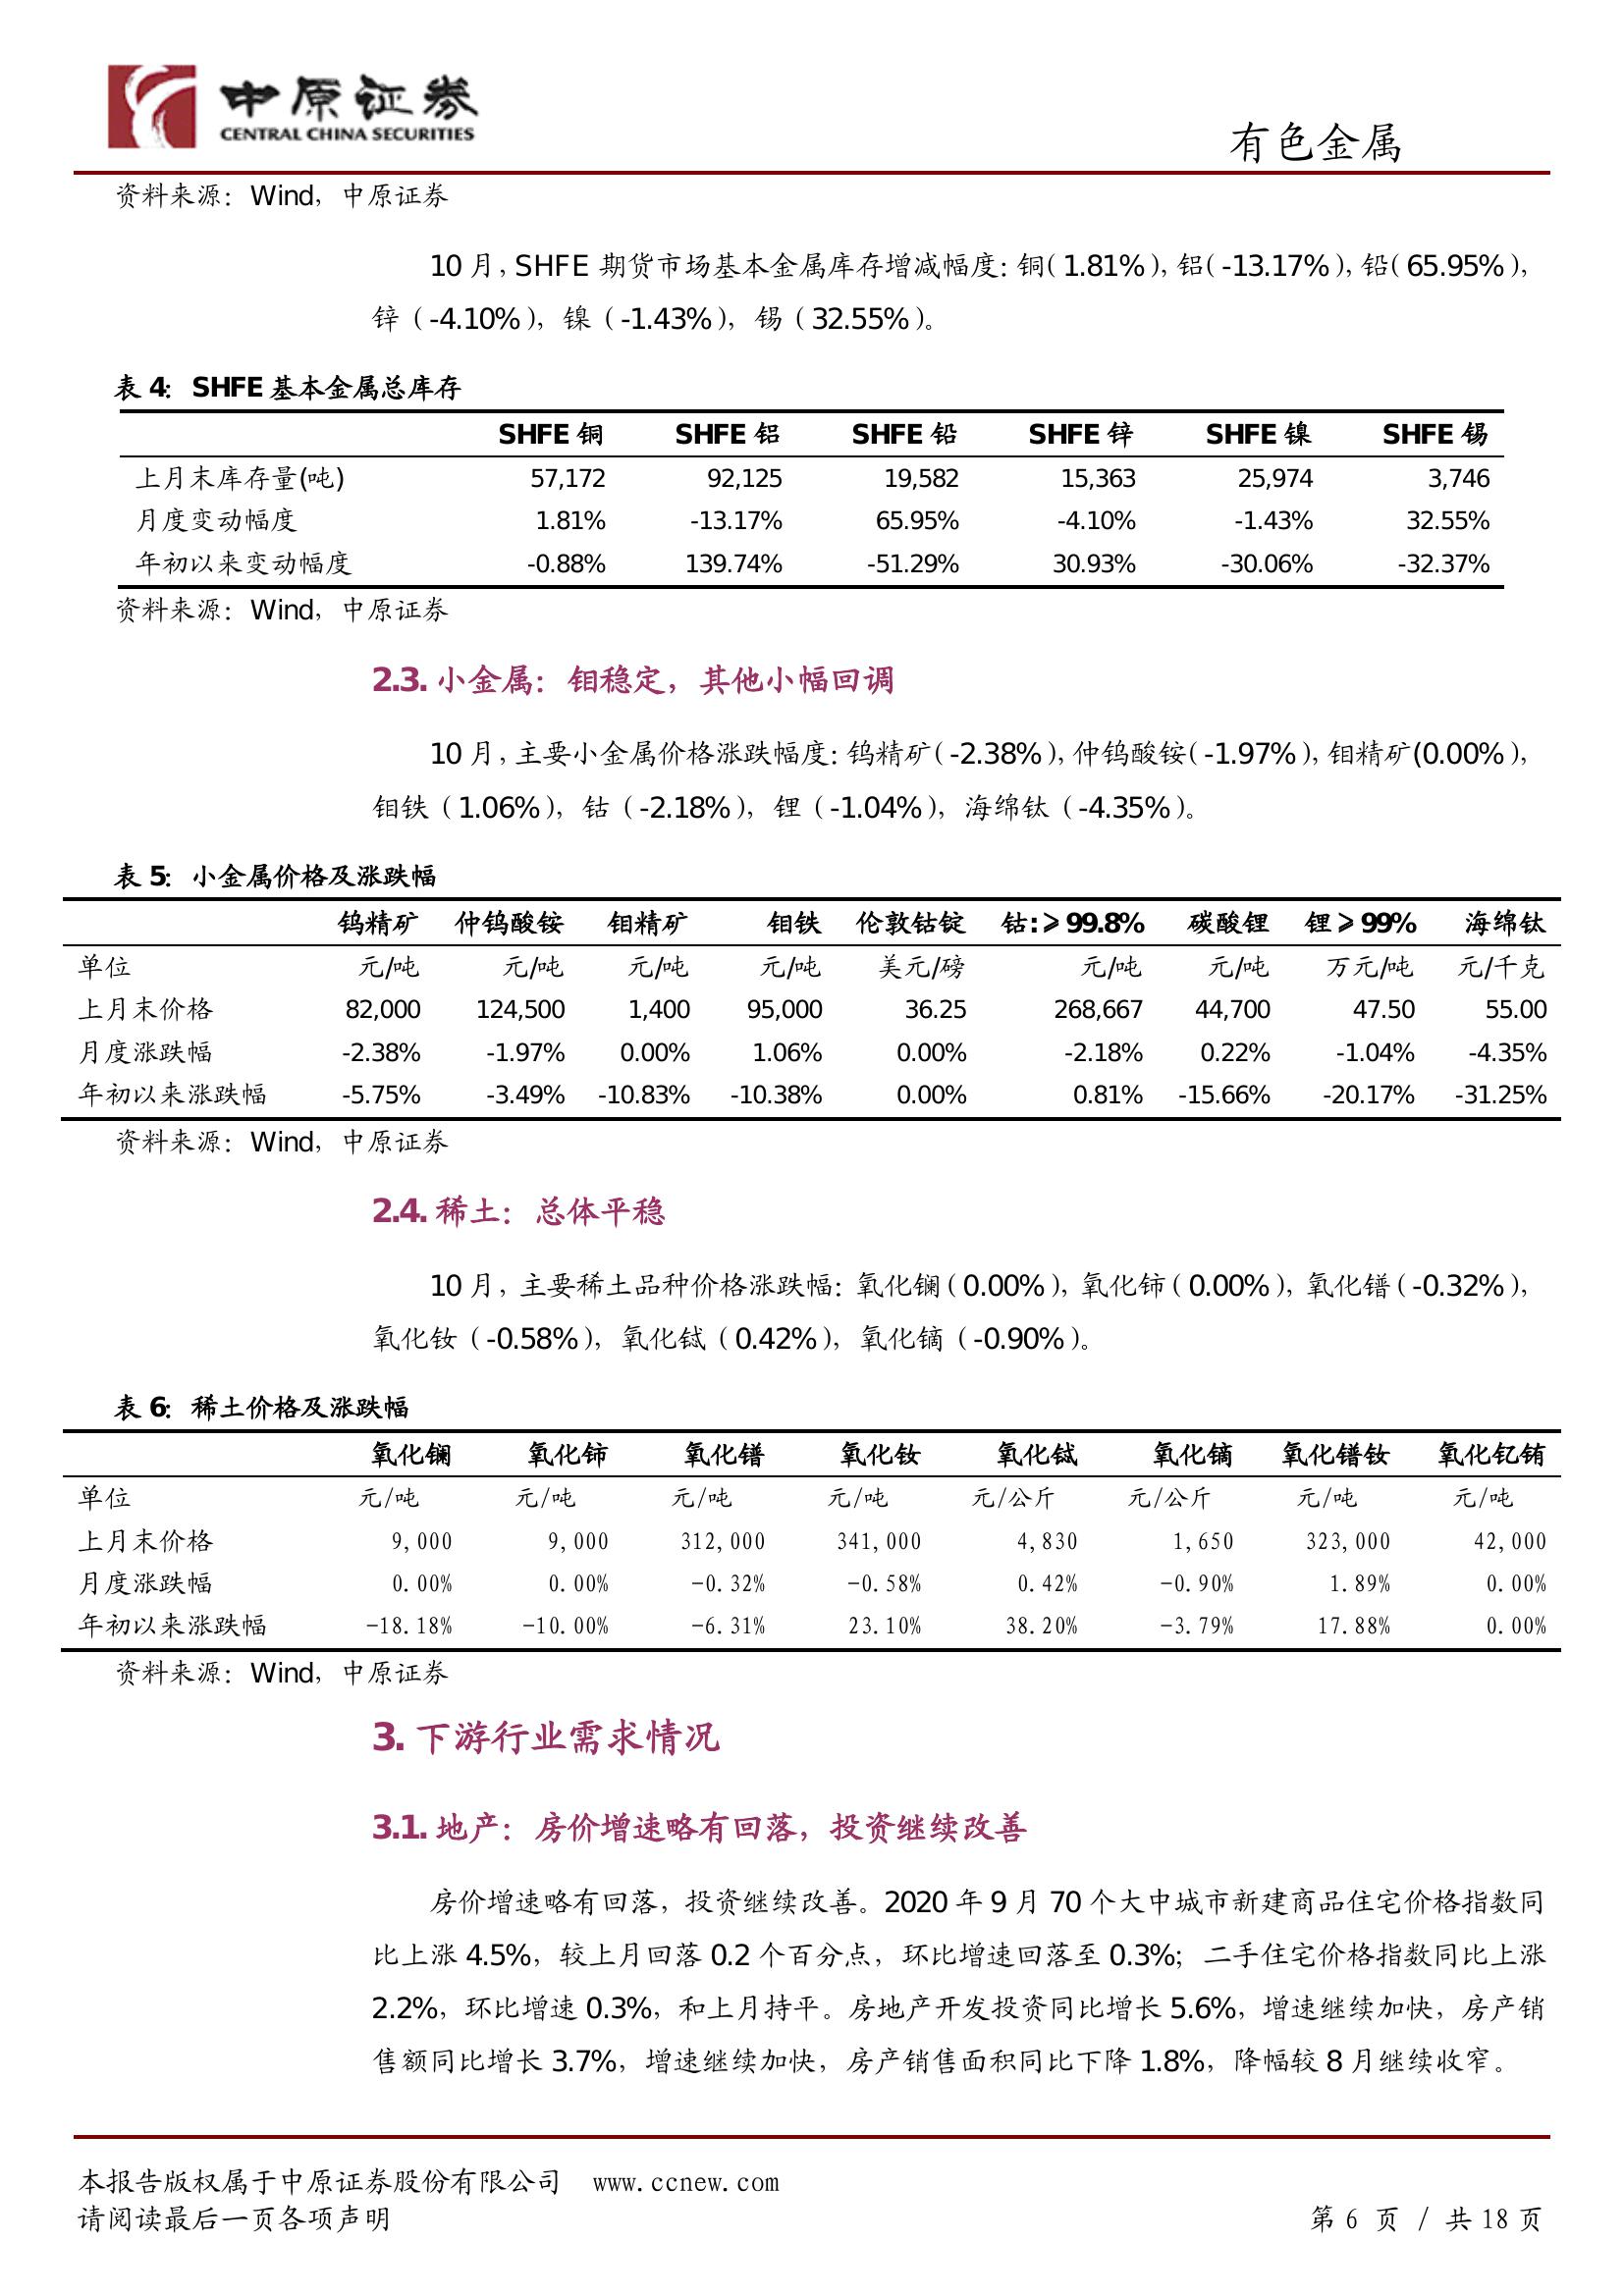 中原证券
CENTRAL CHINA SECURITIES
有色金属
资料来源：Wind，中原证券
10 月，SHFE 期货市场基本金属库存增减幅度：铜（1.81%），铝（-13.17%），铅（65.95%），
锌（-4.10%），镍（-1.43%），锡（32.55%）。
表 4：SHFE 基本金属总库存
SHFE 铜 SHFE 铝 SHFE 铅 SHFE 锌 SHFE 镍 SHFE 锡
上月末库存量(吨) 57,172 92,125 19,582 15,363 25,974 3,746
月度变动幅度 1.81% -13.17% 65.95% -4.10% -1.43% 32.55%
年初以来变动幅度 -0.88% 139.74% -51.29% 30.93% -30.06% -32.37%
资料来源：Wind，中原证券
2.3. 小金属：钼稳定，其他小幅回调
10 月，主要小金属价格涨跌幅度：钨精矿（-2.38%），仲钨酸铵（-1.97%），钼精矿(0.00%），
钼铁（1.06%），钴（-2.18%），锂（-1.04%），海绵钛（-4.35%）。
表 5：小金属价格及涨跌幅
钨精矿 仲钨酸铵 钼精矿 钼铁 伦敦钴锭 钴:≥99.8% 碳酸锂 锂≥99% 海绵钛
单位 元/吨 元/吨 元/吨 元/吨 美元/磅 元/吨 元/吨 万元/吨 元/千克
上月末价格 82,000 124,500 1,400 95,000 36.25 268,667 44,700 47.50 55.00
月度涨跌幅 -2.38% -1.97% 0.00% 1.06% 0.00% -2.18% 0.22% -1.04% -4.35%
年初以来涨跌幅 -5.75% -3.49% -10.83% -10.38% 0.00% 0.81% -15.66% -20.17% -31.25%
资料来源：Wind，中原证券
2.4. 稀土：总体平稳
10 月，主要稀土品种价格涨跌幅：氧化镧（0.00%），氧化铈（0.00%），氧化镨（-0.32%），
氧化钕（-0.58%），氧化铽（0.42%），氧化镝（-0.90%）。
表 6：稀土价格及涨跌幅
氧化镧 氧化铈 氧化镨 氧化钕 氧化铽 氧化镝 氧化镨钕 氧化钇铕
单位 元/吨 元/吨 元/吨 元/吨 元/公斤 元/公斤 元/吨 元/吨
上月末价格 9,000 9,000 312,000 341,000 4,830 1,650 323,000 42,000
月度涨跌幅 0.00% 0.00% -0.32% -0.58% 0.42% -0.90% 1.89% 0.00%
年初以来涨跌幅 -18.18% -10.00% -6.31% 23.10% 38.20% -3.79% 17.88% 0.00%
资料来源：Wind，中原证券
3. 下游行业需求情况
3.1. 地产：房价增速略有回落，投资继续改善
房价增速略有回落，投资继续改善。2020 年 9 月 70 个大中城市新建商品住宅价格指数同
比上涨 4.5%，较上月回落 0.2 个百分点，环比增速回落至 0.3%；二手住宅价格指数同比上涨
2.2%，环比增速 0.3%，和上月持平。房地产开发投资同比增长 5.6%，增速继续加快，房产销
售额同比增长 3.7%，增速继续加快，房产销售面积同比下降 1.8%，降幅较 8 月继续收窄。
本报告版权属于中原证券股份有限公司 www.ccnew.com
请阅读最后一页各项声明 第 6 页 / 共 18 页